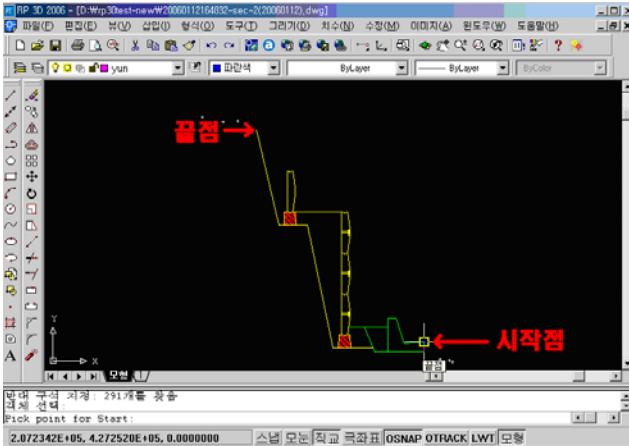 RP 3D 2006 - [D:\rp30test-new\20060112164832-sec-2(20060112).dwg]
파일(F) 편집(E) 뷰(V) 삽입(I) 형식(O) 도구(T) 그리기(D) 치수(N) 수정(M) 이미지(A) 윈도우(W) 도움말(H)
yun 파란색 ByLayer ByLayer ByColor
끝점
시작점
끝점
Y
X
모형
반대 구석 지정: 291개를 찾음
객체 선택:
Pick point for Start:
2.072342E+05, 4.272520E+05, 0.0000000 스냅 모눈 직교 극좌표 OSNAP OTRACK LWT 모형